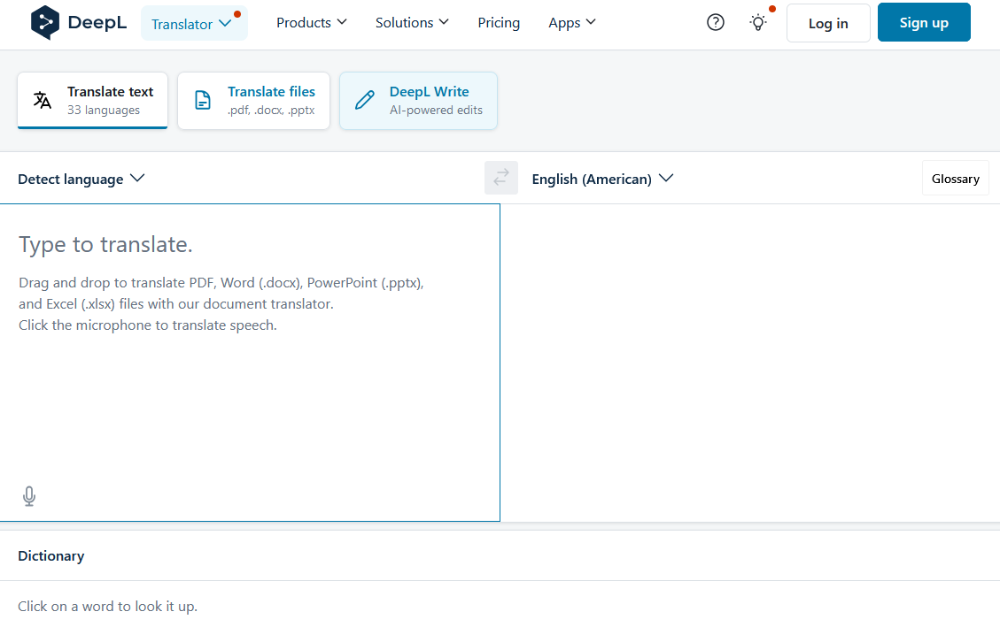 DeepL
Translator
Products
Solutions
Pricing
Apps
Log in
Sign up
Translate text
33 languages
Translate files
.pdf, .docx, .pptx
DeepL Write
AI-powered edits
Detect language
English (American)
Glossary
Type to translate.
Drag and drop to translate PDF, Word (.docx), PowerPoint (.pptx),
and Excel (.xlsx) files with our document translator.
Click the microphone to translate speech.
Dictionary
Click on a word to look it up.